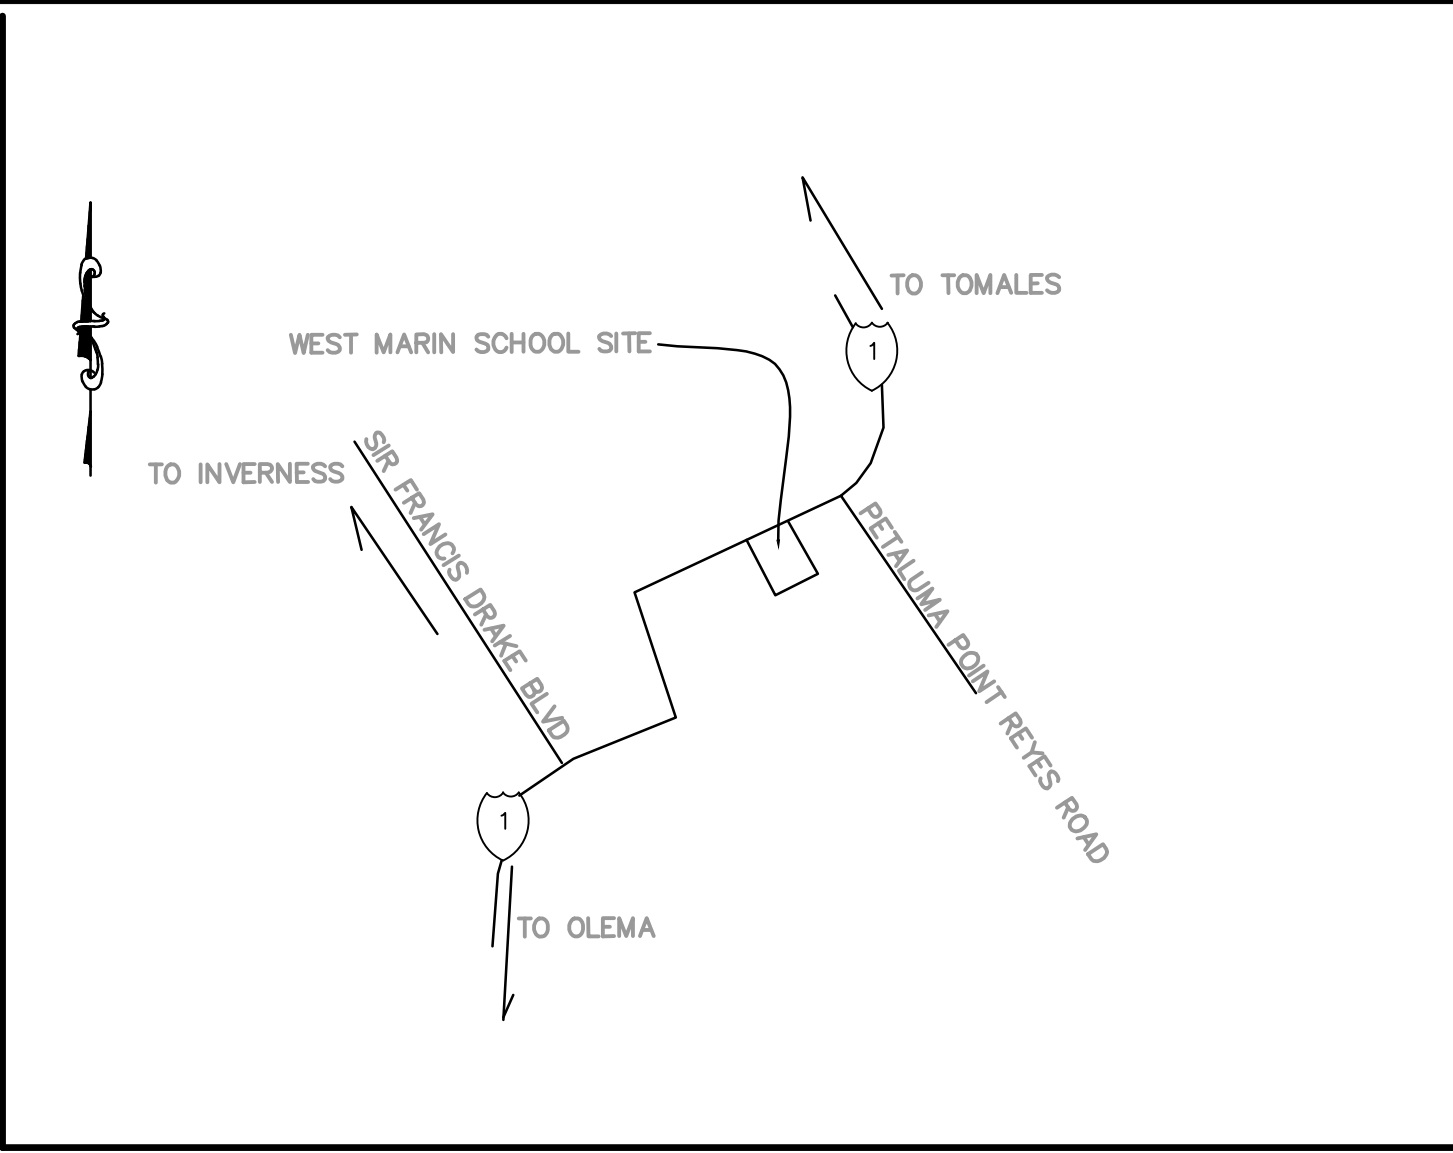 TO TOMALES
WEST MARIN SCHOOL SITE
1
SIR FRANCIS DRAKE BLVD
TO INVERNESS
PETALUMA POINT REYES ROAD
1
TO OLEMA